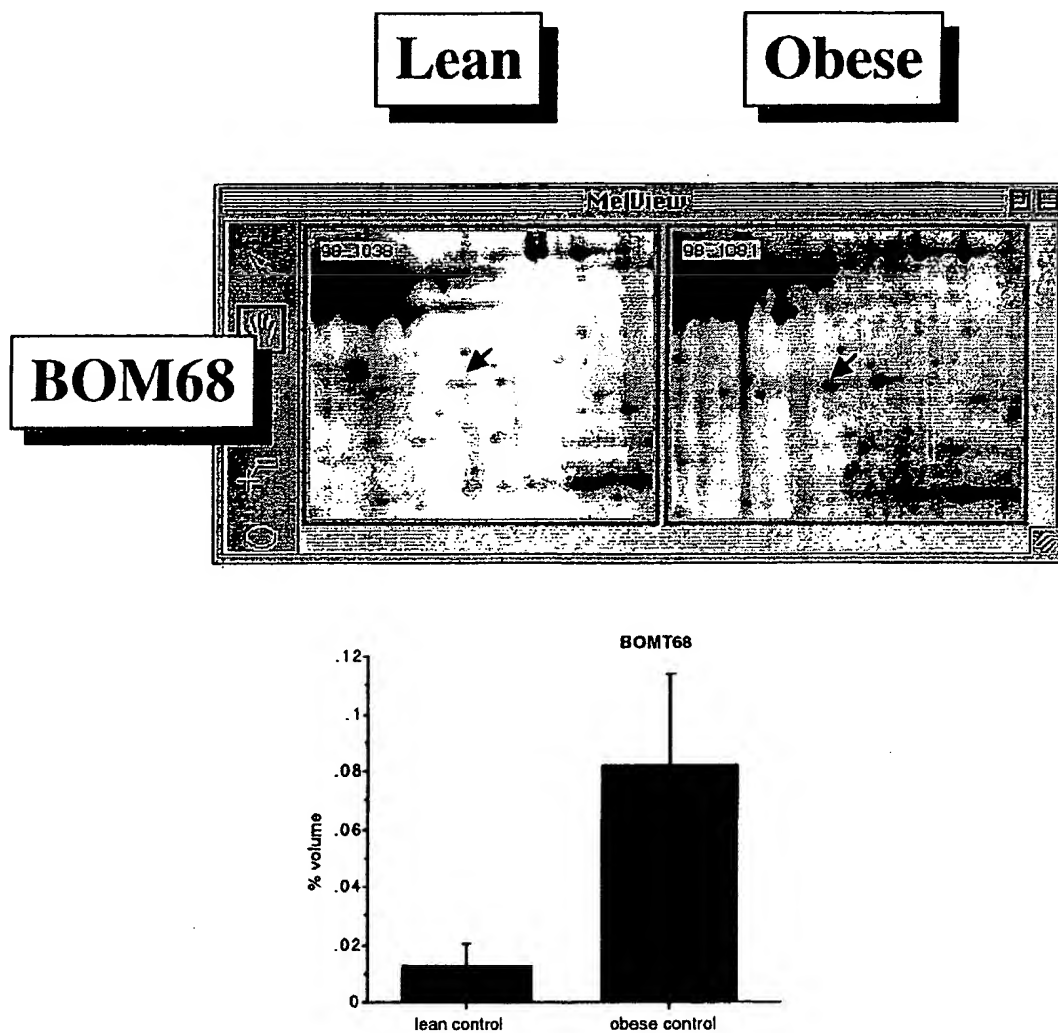 Lean
Obese
MelView
98-1038
98-1031
BOM68
BOMT68
.12
.1
.08
.06
.04
.02
0
% volume
lean control
obese control